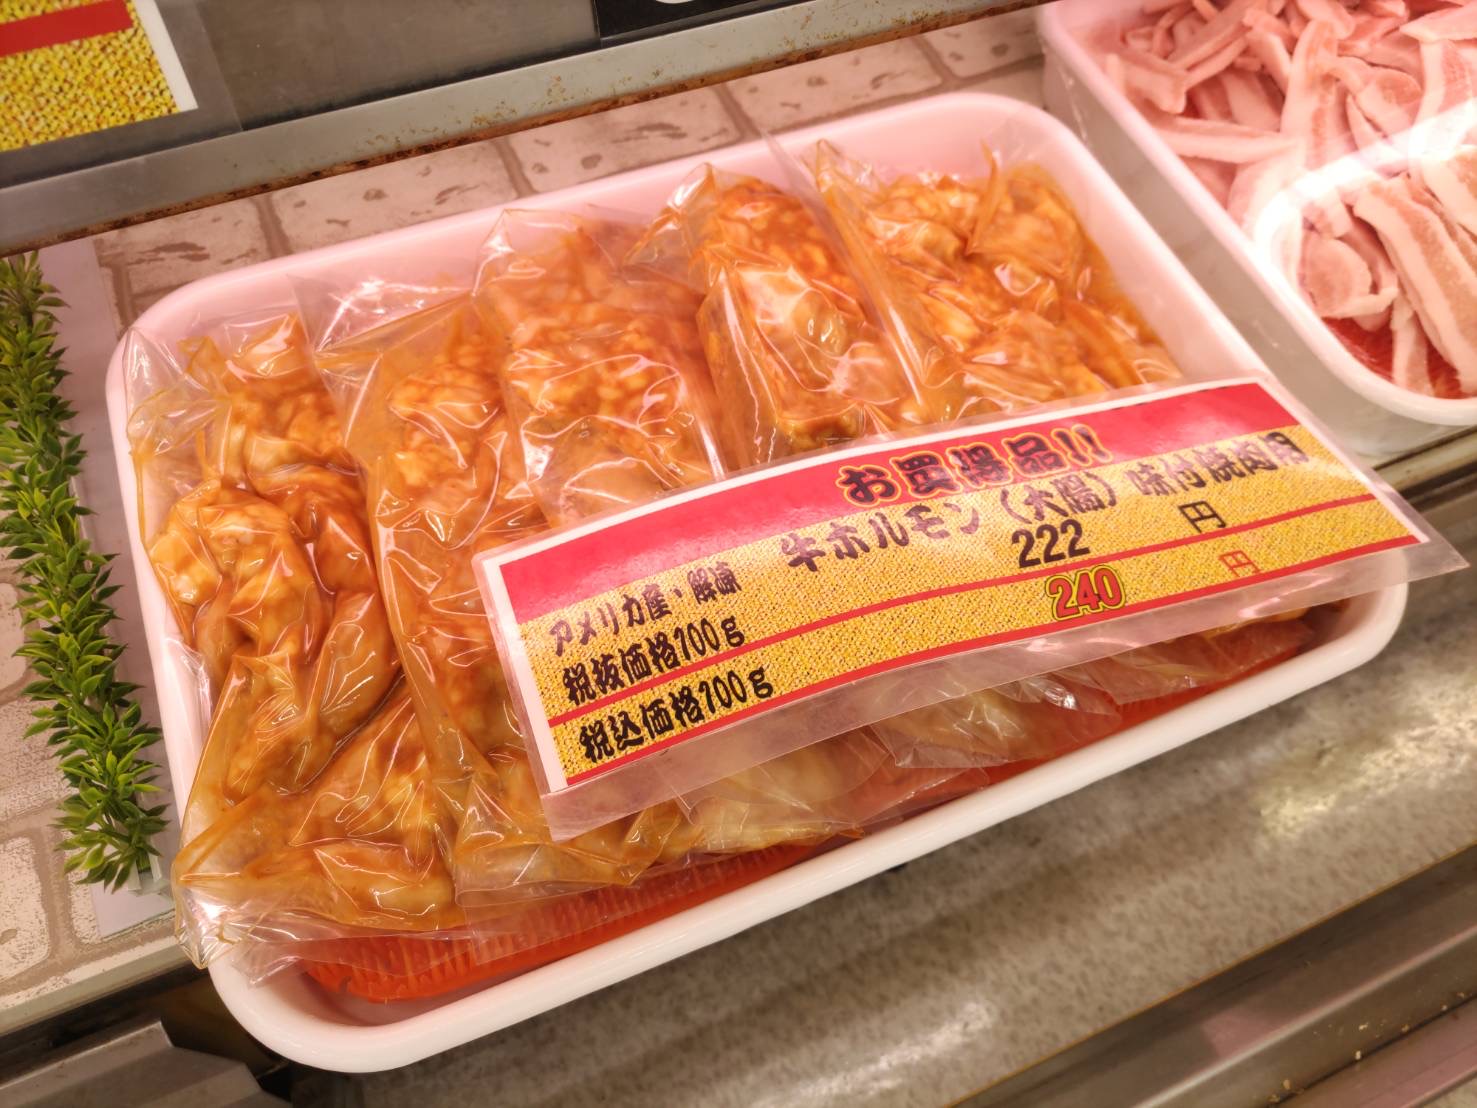 お買得品!!
牛ホルモン（大腸）味付焼肉用
アメリカ産・解凍
税抜価格100g 222 円
税込価格100g 240 円